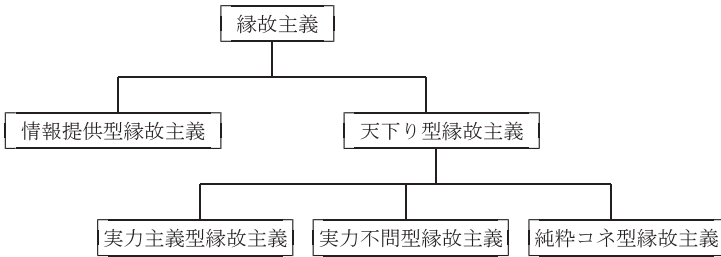 縁故主義
情報提供型縁故主義
天下り型縁故主義
実力主義型縁故主義
実力不問型縁故主義
純粋コネ型縁故主義